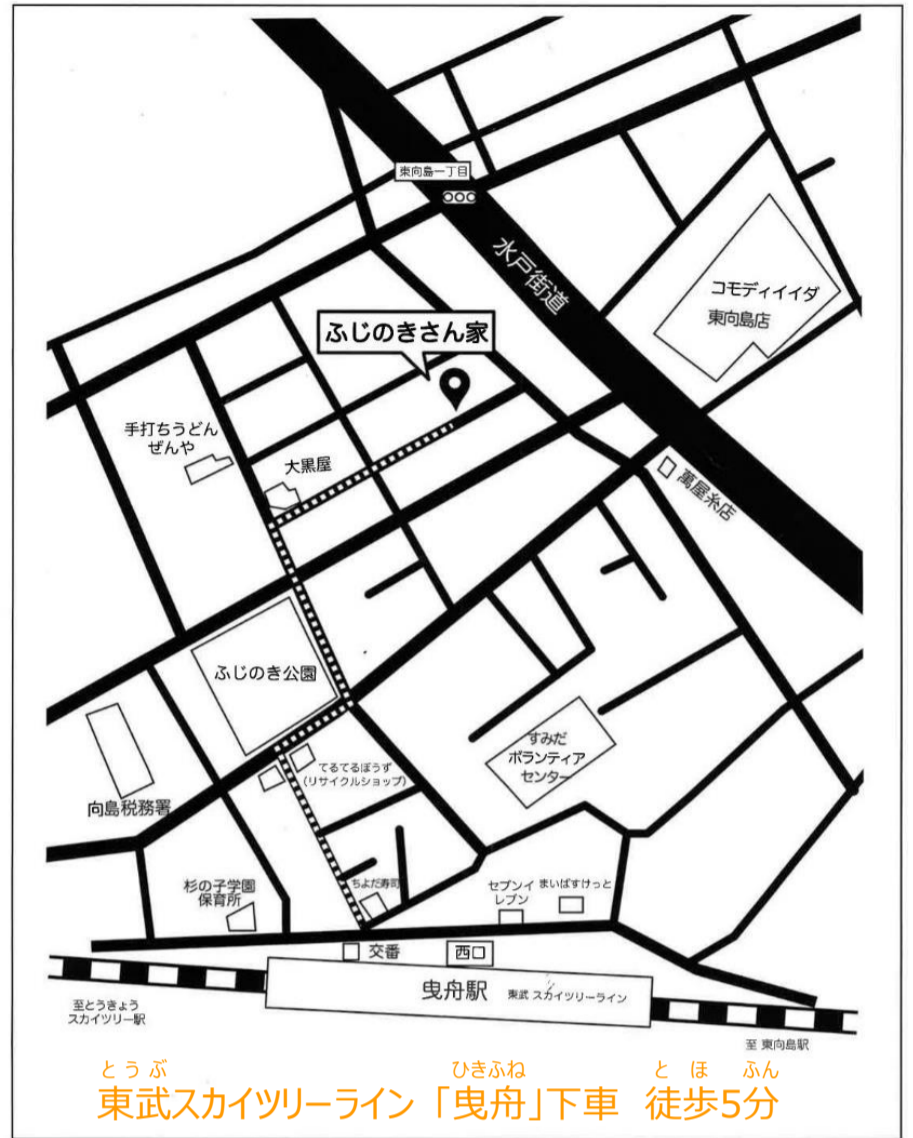 東向島一丁目
水戸街道
コモディイイダ
東向島店
ふじのきさん家
手打ちうどん
ぜんや
大黒屋
萬屋糸店
ふじのき公園
すみだ
ボランティア
センター
てるてるぼうず
(リサイクルショップ)
向島税務署
杉の子学園
保育所
ちよだ寿司
セブンイ
レブン
まいばすけっと
交番
西口
曳舟駅
東武 スカイツリーライン
至とうきょう
スカイツリー駅
至 東向島駅
とうぶ ひきふね とほ ふん
東武スカイツリーライン「曳舟」下車 徒歩5分